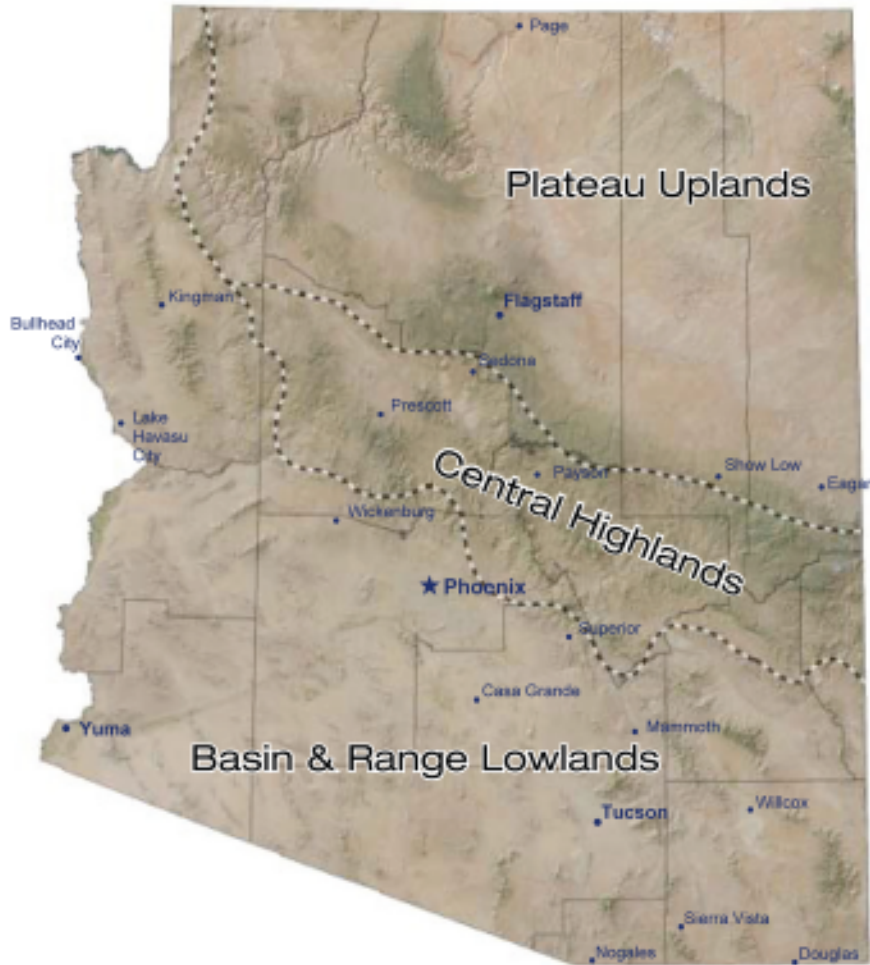 Page
Plateau Uplands
Kingman
Flagstaff
Bullhead
City
Sedona
Prescott
Lake
Havasu
City
Central Highlands
Payson
Show Low
Eagar
Wickenburg
Phoenix
Superior
Casa Grande
Yuma
Mammoth
Basin & Range Lowlands
Willcox
Tucson
Sierra Vista
Nogales
Douglas